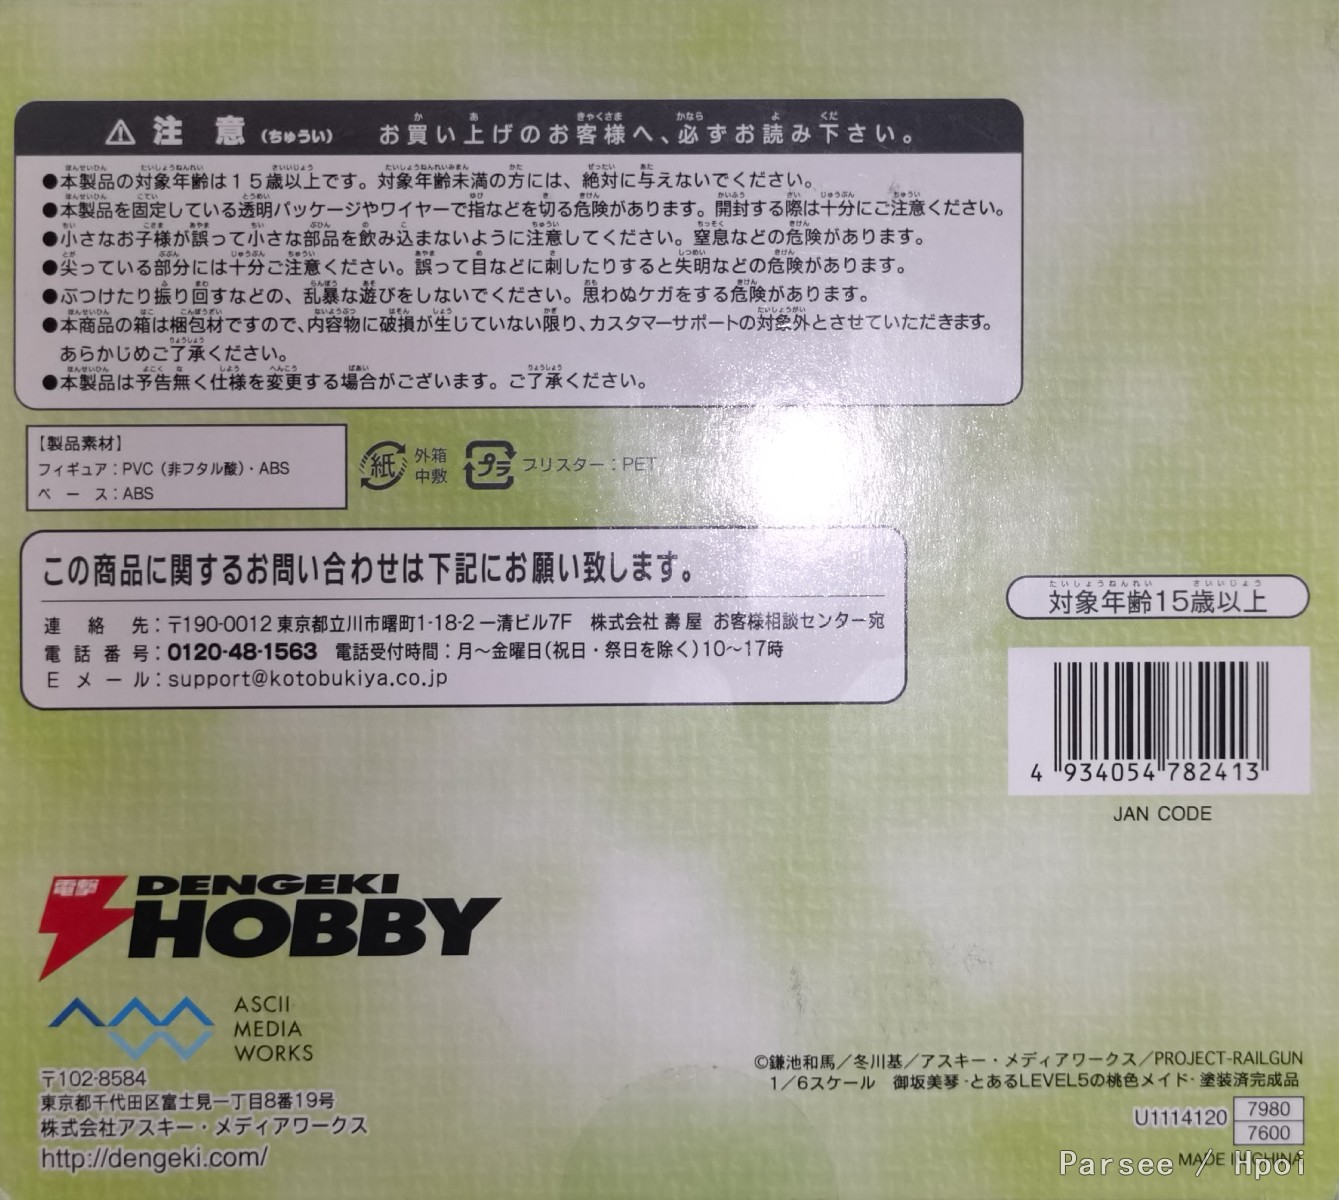 ⚠ 注意（ちゅうい） お買い上げのお客様へ、必ずお読み下さい。
●本製品の対象年齢は１５歳以上です。対象年齢未満の方には、絶対に与えないでください。
●本製品を固定している透明パッケージやワイヤーで指などを切る危険があります。開封する際は十分にご注意ください。
●小さなお子様が誤って小さな部品を飲み込まないように注意してください。窒息などの危険があります。
●尖っている部分には十分ご注意ください。誤って目などに刺したりすると失明などの危険があります。
●ぶつけたり振り回すなどの、乱暴な遊びをしないでください。思わぬケガをする危険があります。
●本商品の箱は梱包材ですので、内容物に破損が生じていない限り、カスタマーサポートの対象外とさせていただきます。
あらかじめご了承ください。
●本製品は予告無く仕様を変更する場合がございます。ご了承ください。
【製品素材】
フィギュア：PVC（非フタル酸）・ABS
ベース：ABS
紙 外箱
中敷
プラ ブリスター：PET
この商品に関するお問い合わせは下記にお願い致します。
連絡先：〒190-0012 東京都立川市曙町1-18-2 一清ビル7F 株式会社 壽屋 お客様相談センター宛
電話番号：0120-48-1563 電話受付時間：月～金曜日（祝日・祭日を除く）10～17時
Eメール：support@kotobukiya.co.jp
対象年齢15歳以上
4 934054 782413
JAN CODE
電撃 DENGEKI
HOBBY
ASCII
MEDIA
WORKS
〒102-8584
東京都千代田区富士見一丁目8番19号
株式会社アスキー・メディアワークス
http://dengeki.com/
©鎌池和馬／冬川基／アスキー・メディアワークス／PROJECT-RAILGUN
1／6スケール 御坂美琴 -とあるLEVEL5の桃色メイド- 塗装済完成品
U1114120 7980
7600
MADE IN CHINA
Parsee / Hpoi